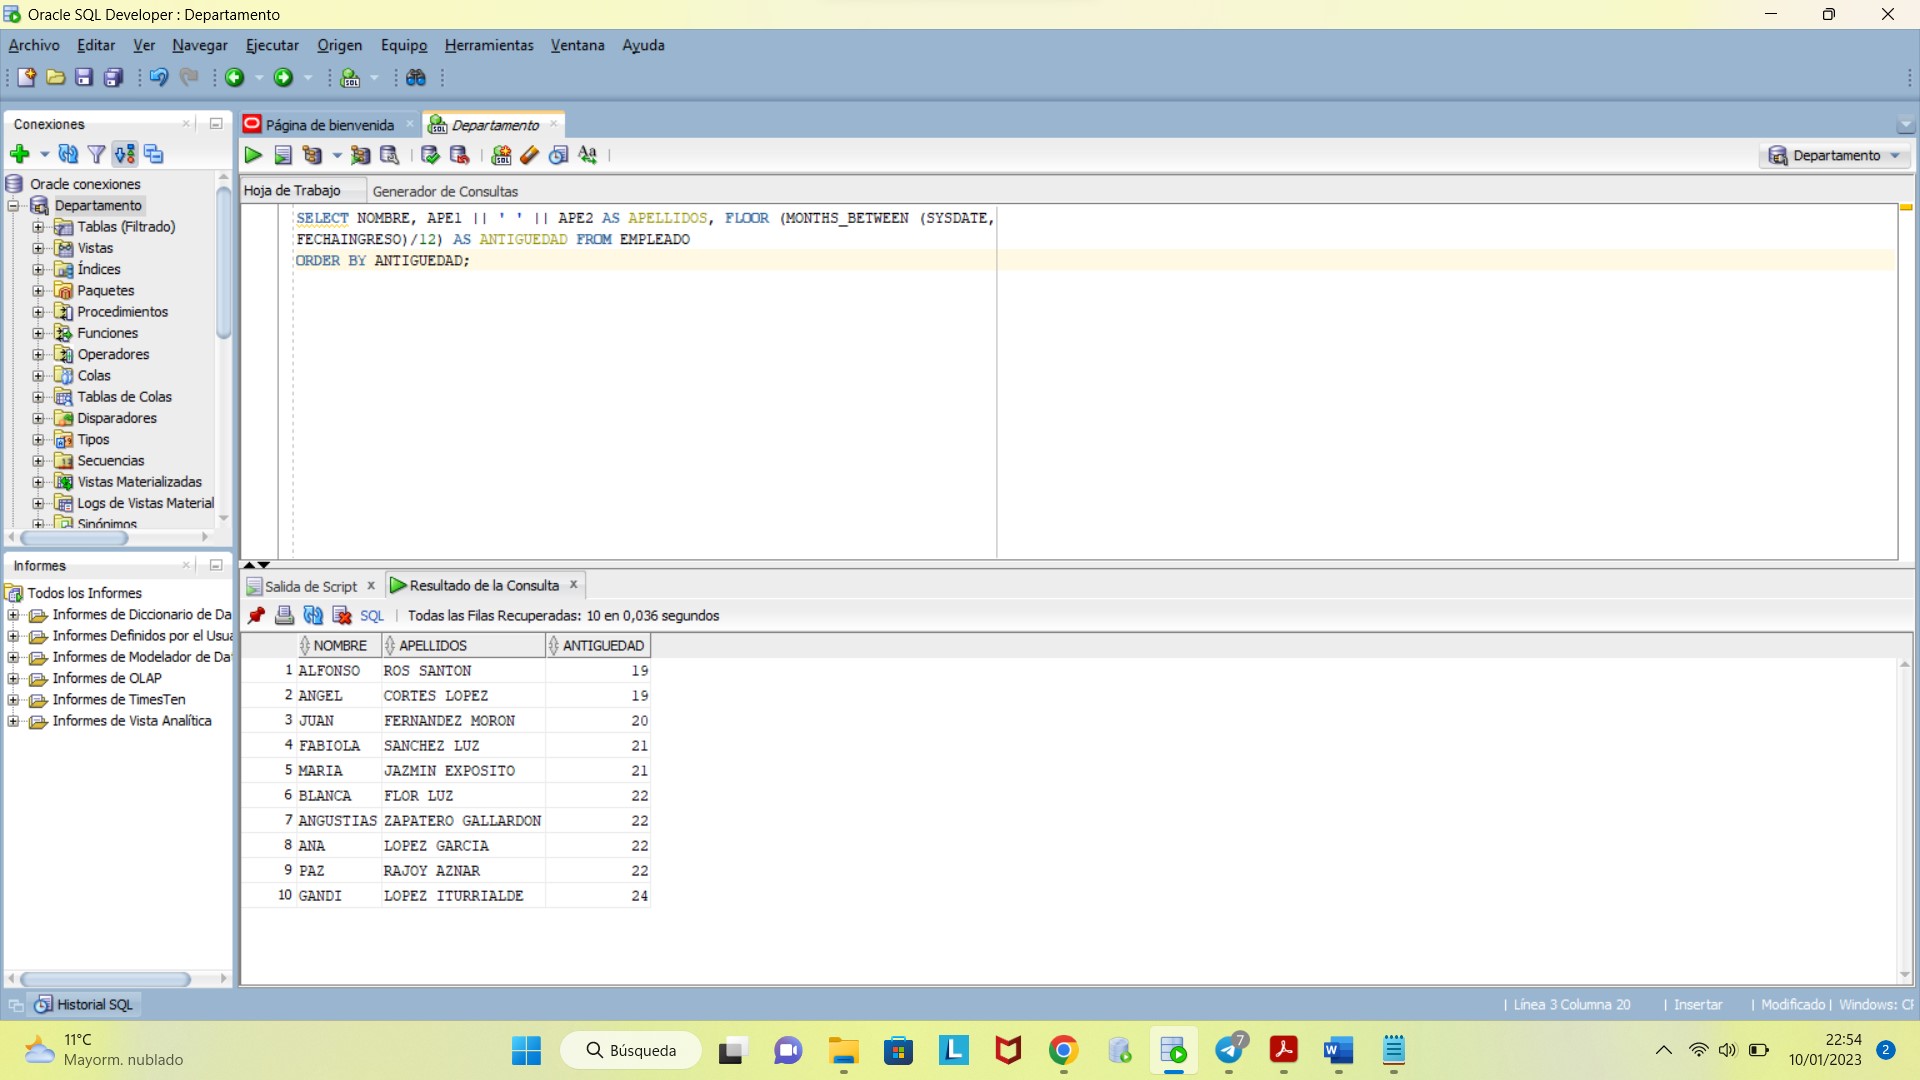 Oracle SQL Developer : Departamento
Archivo Editar Ver Navegar Ejecutar Origen Equipo Herramientas Ventana Ayuda
Conexiones
Página de bienvenida
Departamento
Departamento
Hoja de Trabajo
Generador de Consultas
Oracle conexiones
Departamento
Tablas (Filtrado)
Vistas
Índices
Paquetes
Procedimientos
Funciones
Operadores
Colas
Tablas de Colas
Disparadores
Tipos
Secuencias
Vistas Materializadas
Logs de Vistas Material
Sinónimos
SELECT NOMBRE, APE1 || ' ' || APE2 AS APELLIDOS, FLOOR (MONTHS_BETWEEN (SYSDATE,
FECHAINGRESO)/12) AS ANTIGUEDAD FROM EMPLEADO
ORDER BY ANTIGUEDAD;
Informes
Todos los Informes
Informes de Diccionario de Da
Informes Definidos por el Usua
Informes de Modelador de Da
Informes de OLAP
Informes de TimesTen
Informes de Vista Analítica
Salida de Script
Resultado de la Consulta
SQL | Todas las Filas Recuperadas: 10 en 0,036 segundos
NOMBRE APELLIDOS ANTIGUEDAD
1 ALFONSO ROS SANTON 19
2 ANGEL CORTES LOPEZ 19
3 JUAN FERNANDEZ MORON 20
4 FABIOLA SANCHEZ LUZ 21
5 MARIA JAZMIN EXPOSITO 21
6 BLANCA FLOR LUZ 22
7 ANGUSTIAS ZAPATERO GALLARDON 22
8 ANA LOPEZ GARCIA 22
9 PAZ RAJOY AZNAR 22
10 GANDI LOPEZ ITURRIALDE 24
Historial SQL
| Línea 3 Columna 20 | Insertar | Modificado | Windows: CF
11°C
Mayorm. nublado
Búsqueda
7
22:54
10/01/2023
2